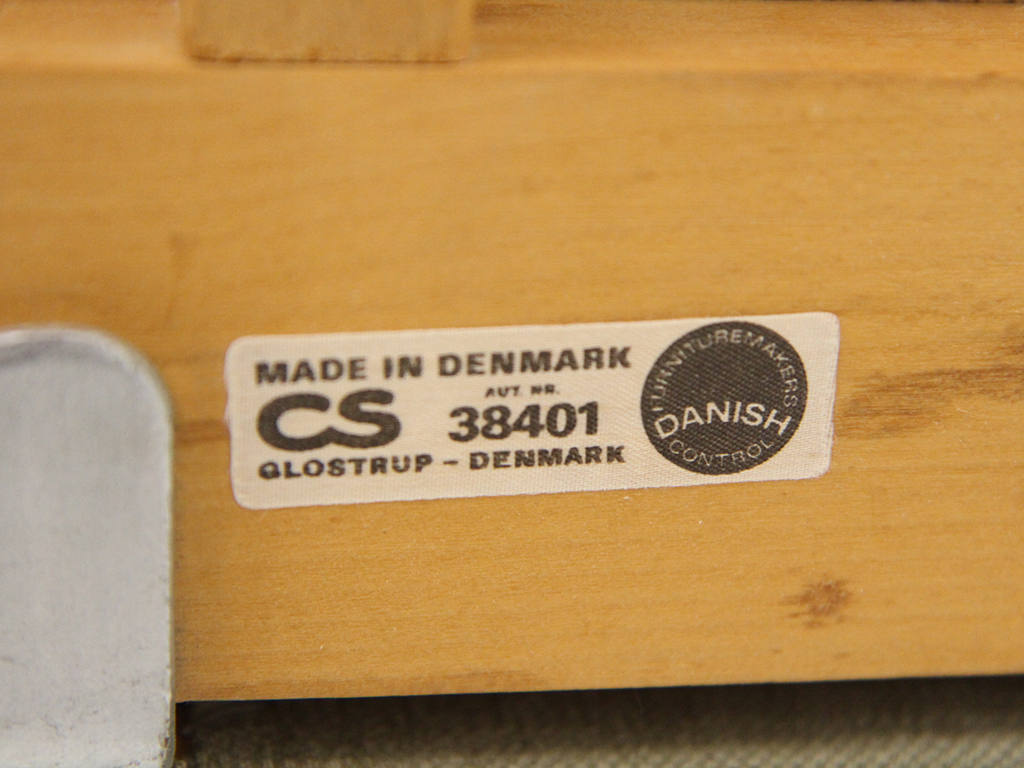 MADE IN DENMARK
CS
AUT. NR.
38401
GLOSTRUP - DENMARK
FURNITUREMAKERS
DANISH
CONTROL